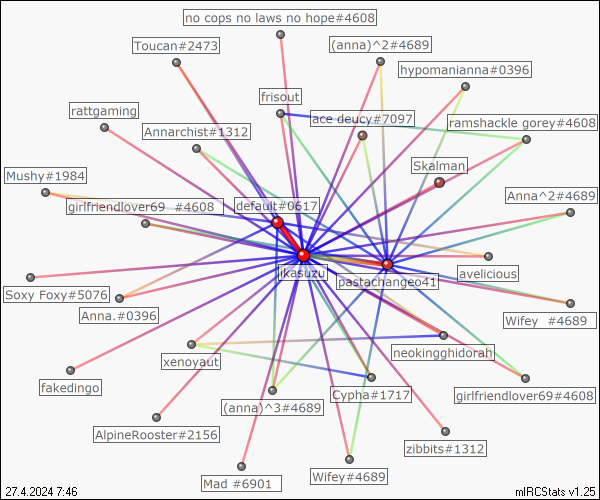 no cops no laws no hope#4608
Toucan#2473
(anna)^2#4689
hypomanianna#0396
frisout
rattgaming
ace deucy#7097
Annarchist#1312
ramshackle gorey#4608
Skalman
Mushy#1984
Anna^2#4689
girlfriendlover69 #4608
default#0617
jikasuzu
avelicious
pastachange041
Soxy Foxy#5076
Anna.#0396
Wifey #4689
neokingghidorah
xenoyaut
fakedingo
Cypha#1717
girlfriendlover69#4608
(anna)^3#4689
AlpineRooster#2156
zibbits#1312
Wifey#4689
Mad #6901
27.4.2024 7:46
mIRCStats v1.25